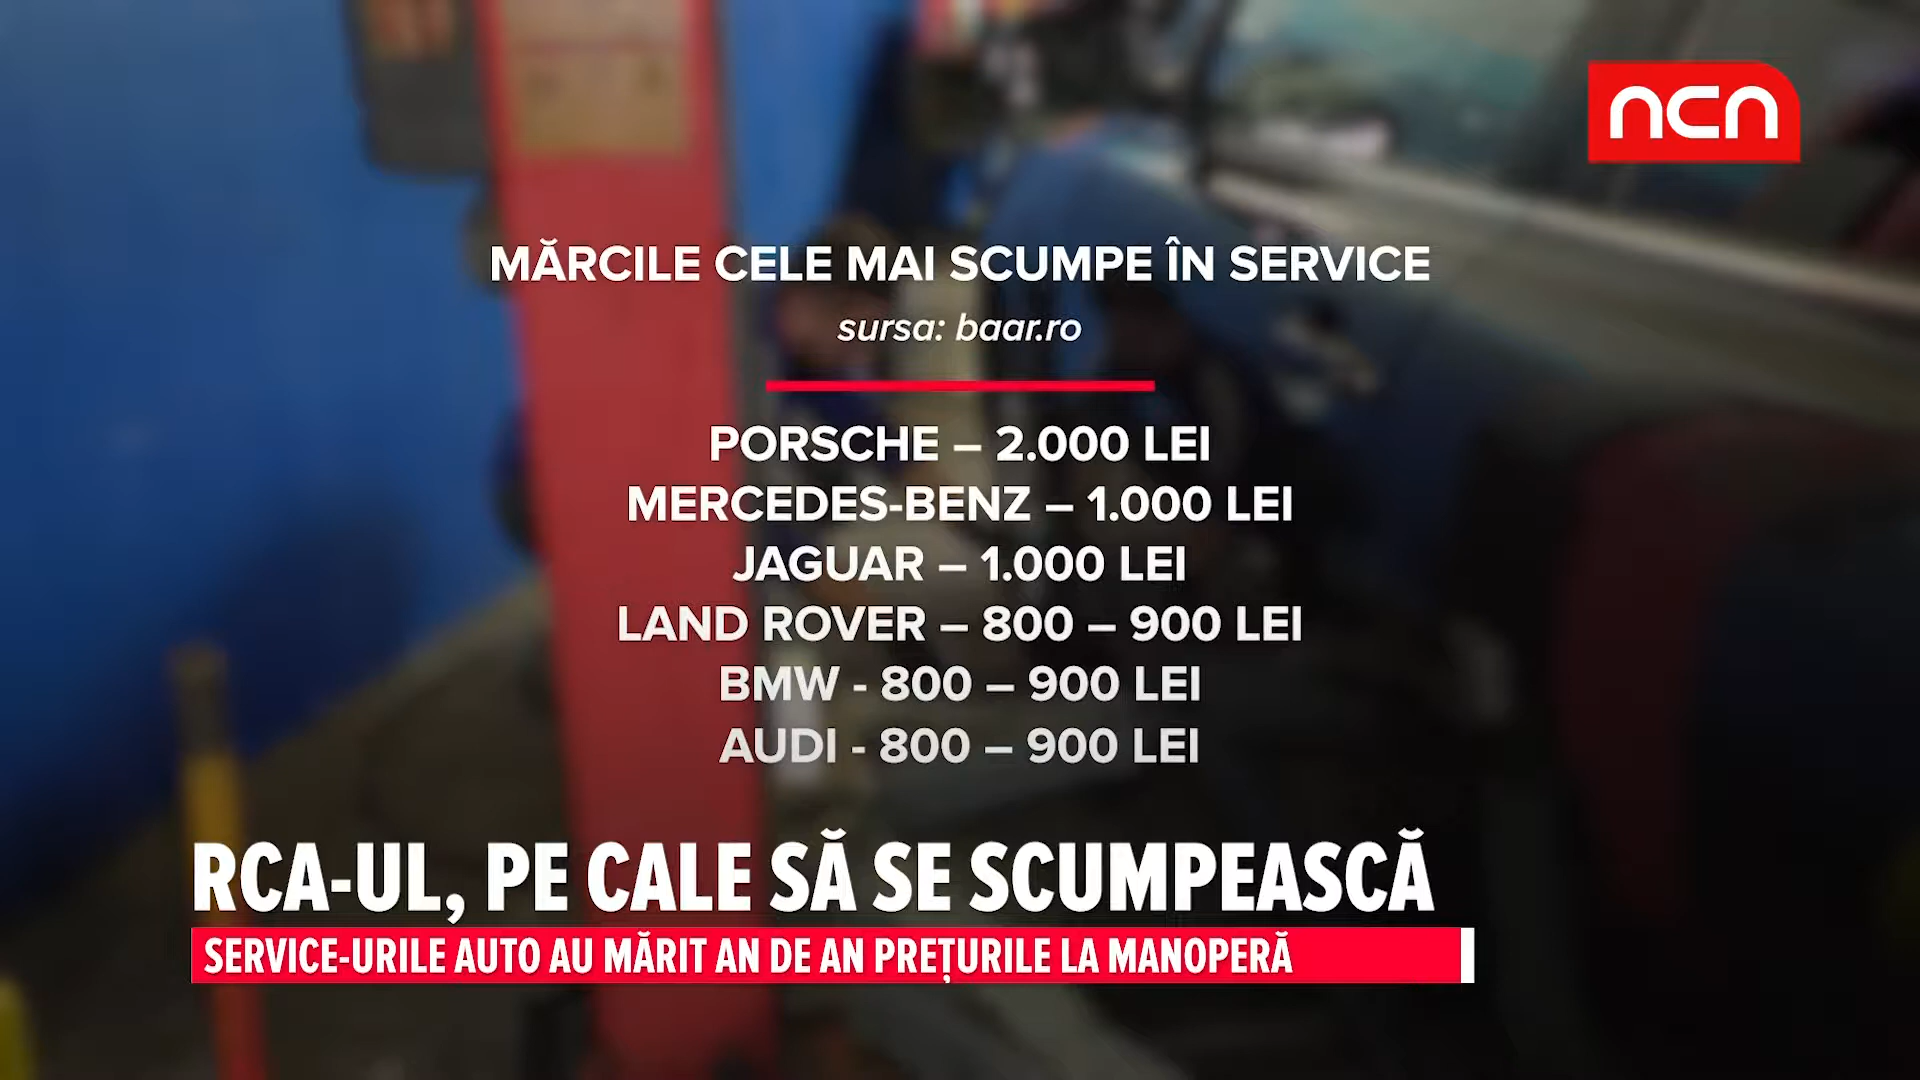 ncn
MĂRCILE CELE MAI SCUMPE ÎN SERVICE
sursa: baar.ro
PORSCHE – 2.000 LEI
MERCEDES-BENZ – 1.000 LEI
JAGUAR – 1.000 LEI
LAND ROVER – 800 – 900 LEI
BMW - 800 – 900 LEI
AUDI - 800 – 900 LEI
RCA-UL, PE CALE SĂ SE SCUMPEASCĂ
SERVICE-URILE AUTO AU MĂRIT AN DE AN PREȚURILE LA MANOPERĂ